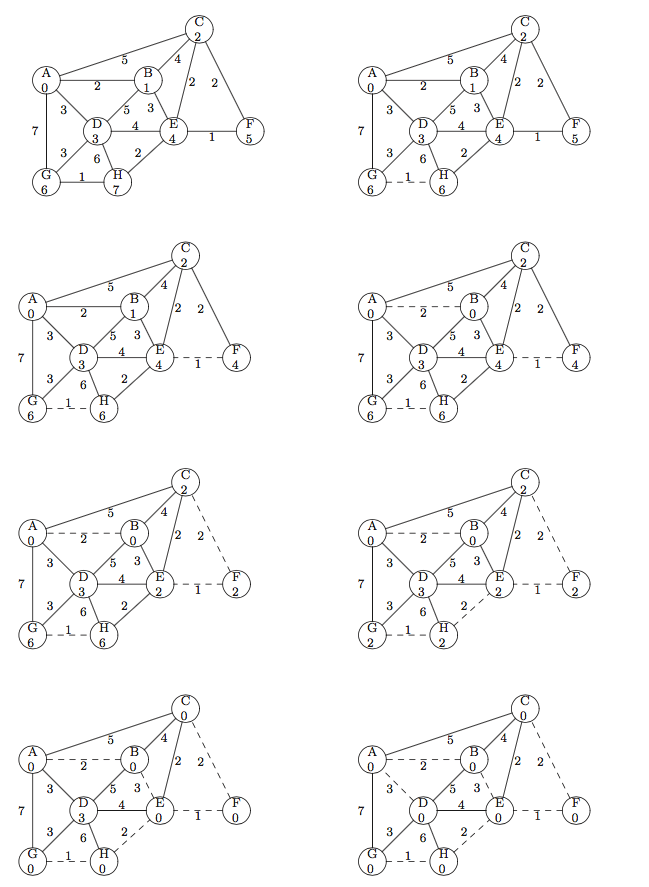 C
2
5 4
A B
0 2 1 2 2
3 5 3
D E F
7 3 4 4 1 5
3 6 2
G 1 H
6 7
C
2
5 4
A B
0 2 1 2 2
3 5 3
D E F
7 3 4 4 1 5
3 6 2
G 1 H
6 6
C
2
5 4
A B
0 2 1 2 2
3 5 3
D E F
7 3 4 4 1 4
3 6 2
G 1 H
6 6
C
2
5 4
A B
0 2 0 2 2
3 5 3
D E F
7 3 4 4 1 4
3 6 2
G 1 H
6 6
C
2
5 4
A B
0 2 0 2 2
3 5 3
D E F
7 3 4 2 1 2
3 6 2
G 1 H
6 6
C
2
5 4
A B
0 2 0 2 2
3 5 3
D E F
7 3 4 2 1 2
3 6 2
G 1 H
2 2
C
0
5 4
A B
0 2 0 2 2
3 5 3
D E F
7 3 4 0 1 0
3 6 2
G 1 H
0 0
C
0
5 4
A B
0 2 0 2 2
3 5 3
D E F
7 0 4 0 1 0
3 6 2
G 1 H
0 0